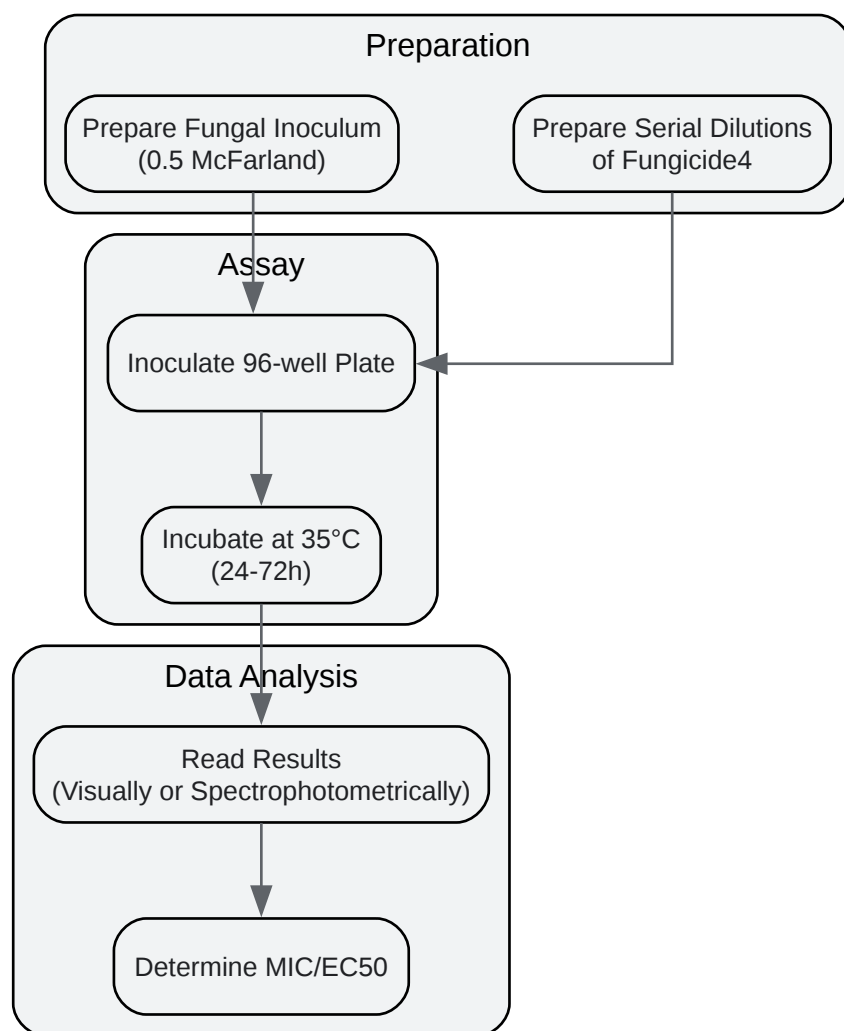 Preparation
Prepare Fungal Inoculum
(0.5 McFarland)
Prepare Serial Dilutions
of Fungicide4
Assay
Inoculate 96-well Plate
Incubate at 35°C
(24-72h)
Data Analysis
Read Results
(Visually or Spectrophotometrically)
Determine MIC/EC50